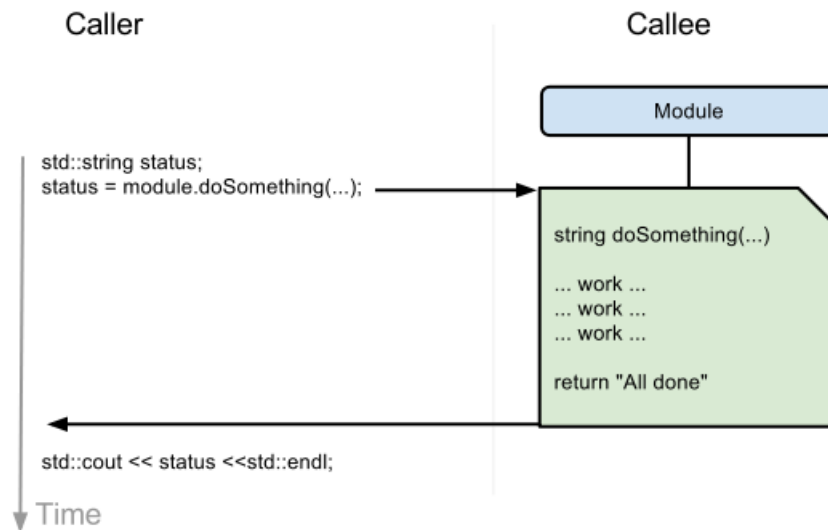 Caller
Callee
Module
std::string status;
status = module.doSomething(...);
string doSomething(...)
... work ...
... work ...
... work ...
return "All done"
std::cout << status <<std::endl;
Time